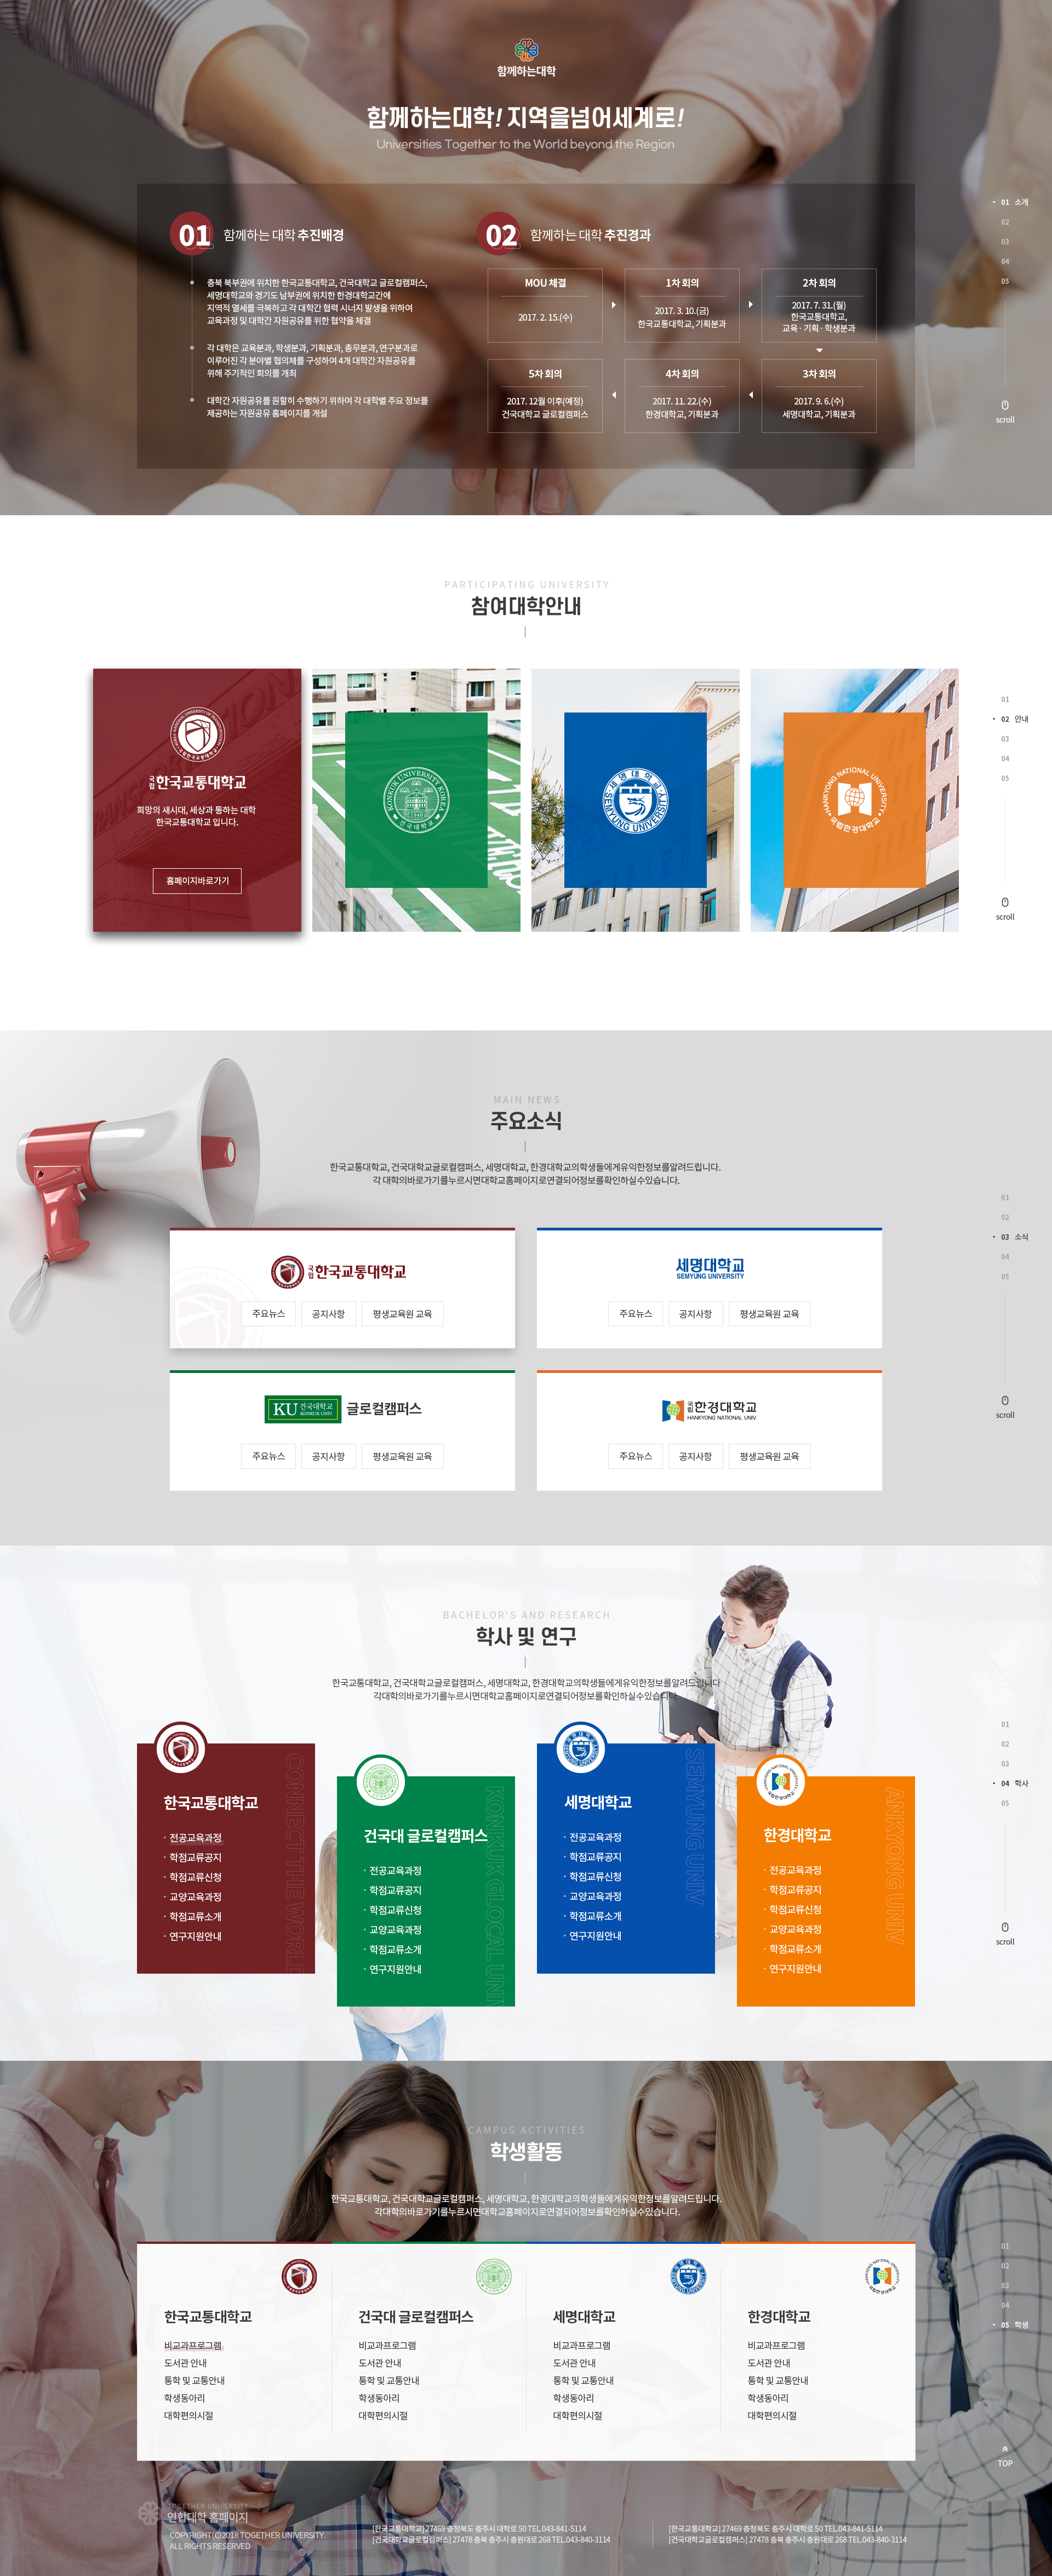 함께하는대학
함께하는대학! 지역을넘어세계로!
Universities Together to the World beyond the Region
01 함께하는 대학 추진배경
충북 북부권에 위치한 한국교통대학교, 건국대학교 글로컬캠퍼스,
세명대학교와 경기도 남부권에 위치한 한경대학교간에
지역적 열세를 극복하고 각 대학간 협력 시너지 발생을 위하여
교육과정 및 대학간 자원공유를 위한 협약을 체결
각 대학은 교육분과, 학생분과, 기획분과, 총무분과, 연구분과로
이루어진 각 분야별 협의체를 구성하여 4개 대학간 자원공유를
위해 주기적인 회의를 개최
대학간 자원공유를 원할히 수행하기 위하여 각 대학별 주요 정보를
제공하는 자원공유 홈페이지를 개설
02 함께하는 대학 추진경과
MOU 체결
2017. 2. 15.(수)
1차 회의
2017. 3. 10.(금)
한국교통대학교, 기획분과
2차 회의
2017. 7. 31.(월)
한국교통대학교,
교육 · 기획 · 학생분과
5차 회의
2017. 12월 이후(예정)
건국대학교 글로컬캠퍼스
4차 회의
2017. 11. 22.(수)
한경대학교, 기획분과
3차 회의
2017. 9. 6.(수)
세명대학교, 기획분과
01 소개
02
03
04
05
scroll
PARTICIPATING UNIVERSITY
참여대학안내
국립 한국교통대학교
희망의 새시대, 세상과 통하는 대학
한국교통대학교 입니다.
홈페이지바로가기
KONKUK UNIVERSITY KOREA
건국대학교
1946
세명대학교
SEMYUNG UNIVERSITY
HANKYONG NATIONAL UNIVERSITY
국립한경대학교
01
02 안내
03
04
05
scroll
MAIN NEWS
주요소식
한국교통대학교, 건국대학교글로컬캠퍼스, 세명대학교, 한경대학교의학생들에게유익한정보를알려드립니다.
각 대학의바로가기를누르시면대학교홈페이지로연결되어정보를확인하실수있습니다.
국립 한국교통대학교
주요뉴스
공지사항
평생교육원 교육
세명대학교
SEMYUNG UNIVERSITY
주요뉴스
공지사항
평생교육원 교육
KU 건국대학교 KONKUK UNIV. 글로컬캠퍼스
주요뉴스
공지사항
평생교육원 교육
국립 한경대학교
HANKYONG NATIONAL UNIV.
주요뉴스
공지사항
평생교육원 교육
01
02
03 소식
04
05
scroll
BACHELOR'S AND RESEARCH
학사 및 연구
한국교통대학교, 건국대학교글로컬캠퍼스, 세명대학교, 한경대학교의학생들에게유익한정보를알려드립니다
각대학의바로가기를누르시면대학교홈페이지로연결되어정보를확인하실수있습니다
한국교통대학교
전공교육과정
학점교류공지
학점교류신청
교양교육과정
학점교류소개
연구지원안내
CONNECT THE WORLD
건국대 글로컬캠퍼스
전공교육과정
학점교류공지
학점교류신청
교양교육과정
학점교류소개
연구지원안내
KONKUK GLOCAL UNIV
세명대학교
전공교육과정
학점교류공지
학점교류신청
교양교육과정
학점교류소개
연구지원안내
SEMYUNG UNIV
한경대학교
전공교육과정
학점교류공지
학점교류신청
교양교육과정
학점교류소개
연구지원안내
ANKYONG UNIV
01
02
03
04 학사
05
scroll
CAMPUS ACTIVITIES
학생활동
한국교통대학교, 건국대학교글로컬캠퍼스, 세명대학교, 한경대학교의학생들에게유익한정보를알려드립니다.
각대학의바로가기를누르시면대학교홈페이지로연결되어정보를확인하실수있습니다.
한국교통대학교
비교과프로그램
도서관 안내
통학 및 교통안내
학생동아리
대학편의시절
건국대 글로컬캠퍼스
비교과프로그램
도서관 안내
통학 및 교통안내
학생동아리
대학편의시절
세명대학교
비교과프로그램
도서관 안내
통학 및 교통안내
학생동아리
대학편의시절
한경대학교
비교과프로그램
도서관 안내
통학 및 교통안내
학생동아리
대학편의시절
01
02
03
04
05 학생
TOP
TOGETHER UNIVERSITY
연합대학 홈페이지
COPYRIGHT(C)2018 TOGETHER UNIVERSITY.
ALL RIGHTS RESERVED
[한국교통대학교] 27469 충청북도 충주시 대학로 50 TEL.043-841-5114
[건국대학교글로컬캠퍼스] 27478 충북 충주시 충원대로 268 TEL.043-840-3114
[한국교통대학교] 27469 충청북도 충주시 대학로 50 TEL.043-841-5114
[건국대학교글로컬캠퍼스] 27478 충북 충주시 충원대로 268 TEL.043-840-3114